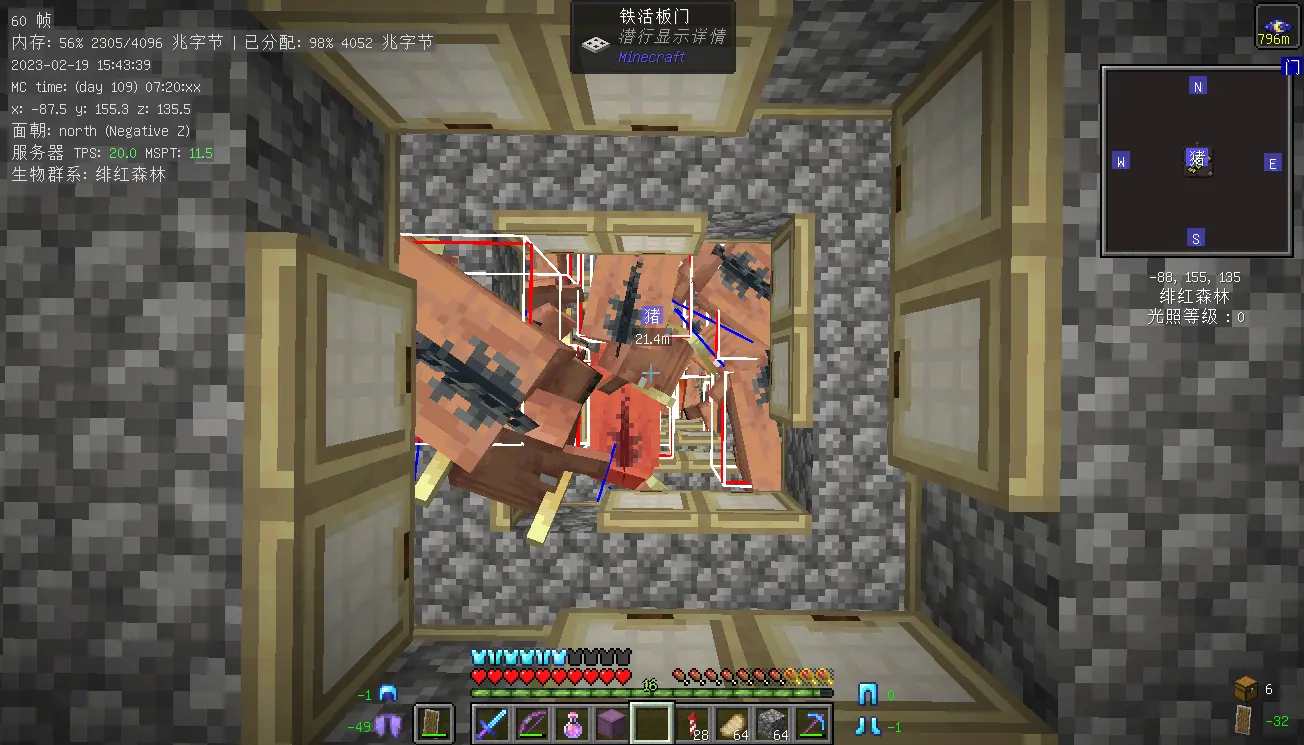 60 帧
内存: 56% 2305/4096 兆字节 | 已分配: 98% 4052 兆字节
2023-02-19 15:43:39
MC time: (day 109) 07:20:xx
x: -87.5 y: 155.3 z: 135.5
面朝: north (Negative Z)
服务器 TPS: 20.0 MSPT: 11.5
生物群系: 绯红森林
铁活板门
潜行显示详情
Minecraft
796m
门
N
W
猪
E
S
-88, 155, 135
绯红森林
光照等级 : 0
猪
21.4m
16
-1
-49
0
-1
28
64
64
6
-32